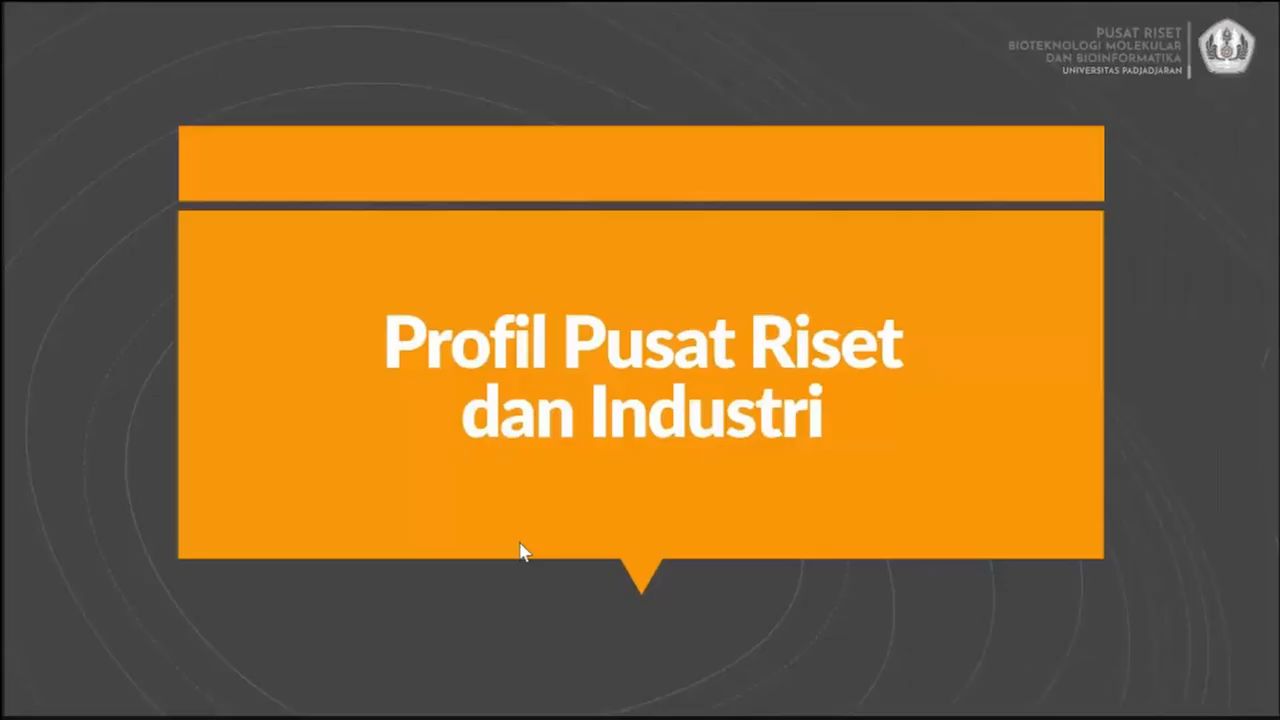 PUSAT RISET
BIOTEKNOLOGI MOLEKULAR
DAN BIOINFORMATIKA
UNIVERSITAS PADJADJARAN
Profil Pusat Riset
dan Industri